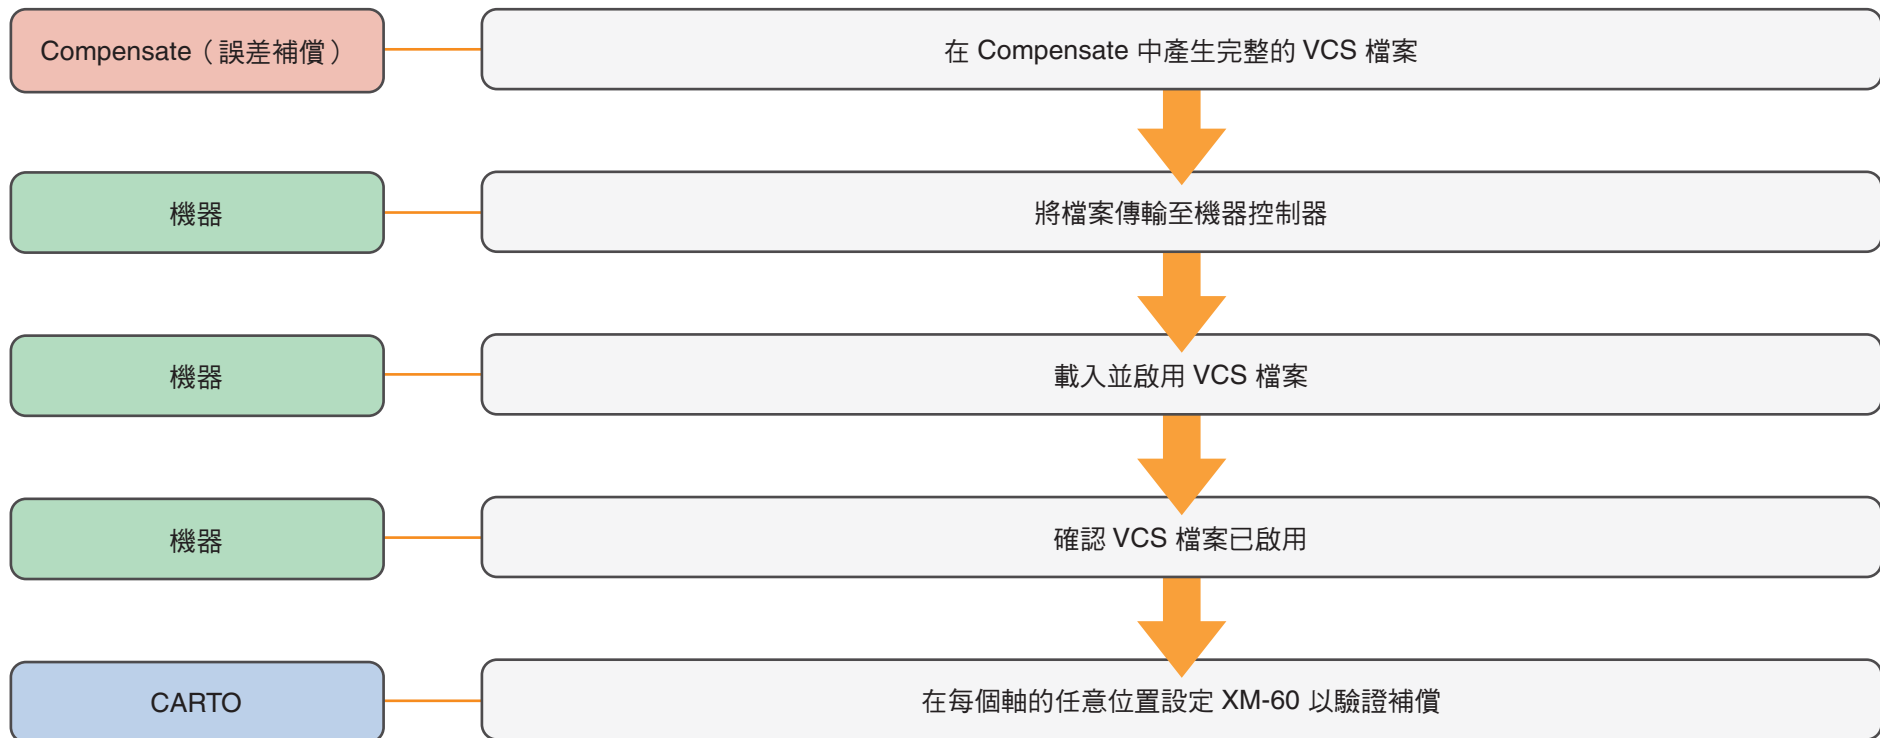 Compensate（誤差補償）
在 Compensate 中產生完整的 VCS 檔案
機器
將檔案傳輸至機器控制器
機器
載入並啟用 VCS 檔案
機器
確認 VCS 檔案已啟用
CARTO
在每個軸的任意位置設定 XM-60 以驗證補償